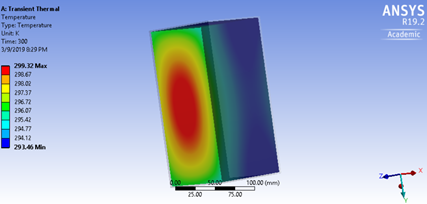 A: Transient Thermal
Temperature
Type: Temperature
Unit: K
Time: 300
3/9/2019 8:29 PM
299.32 Max
298.67
298.02
297.37
296.72
296.07
295.42
294.77
294.12
293.46 Min
ANSYS
R19.2
Academic
0.00 50.00 100.00 (mm)
25.00 75.00
Z X
Y